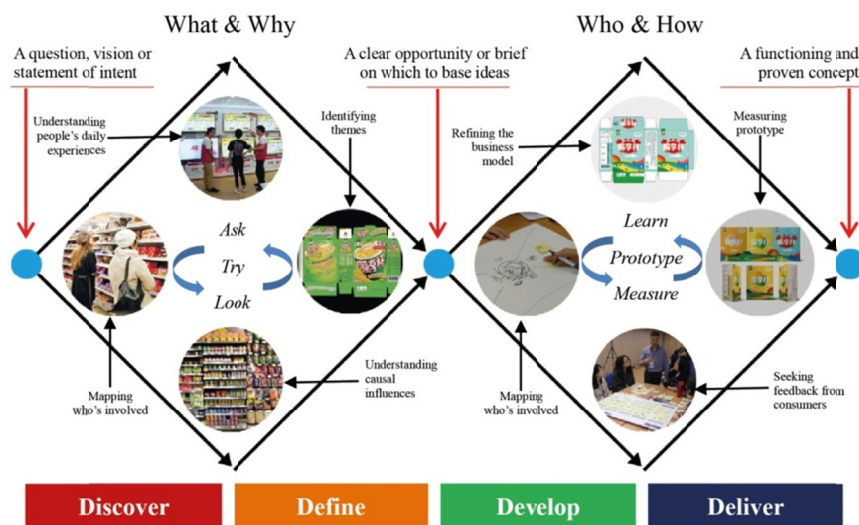 What & Why
Who & How
A question, vision or
statement of intent
A clear opportunity or brief
on which to base ideas
A functioning and
proven concept
Understanding
people's daily
experiences
Identifying
themes
Refining the
business model
Measuring
prototype
Ask
Try
Look
Learn
Prototype
Measure
Mapping
who's involved
Understanding
causal
influences
Mapping
who's involved
Seeking
feedback from
consumers
Discover
Define
Develop
Deliver